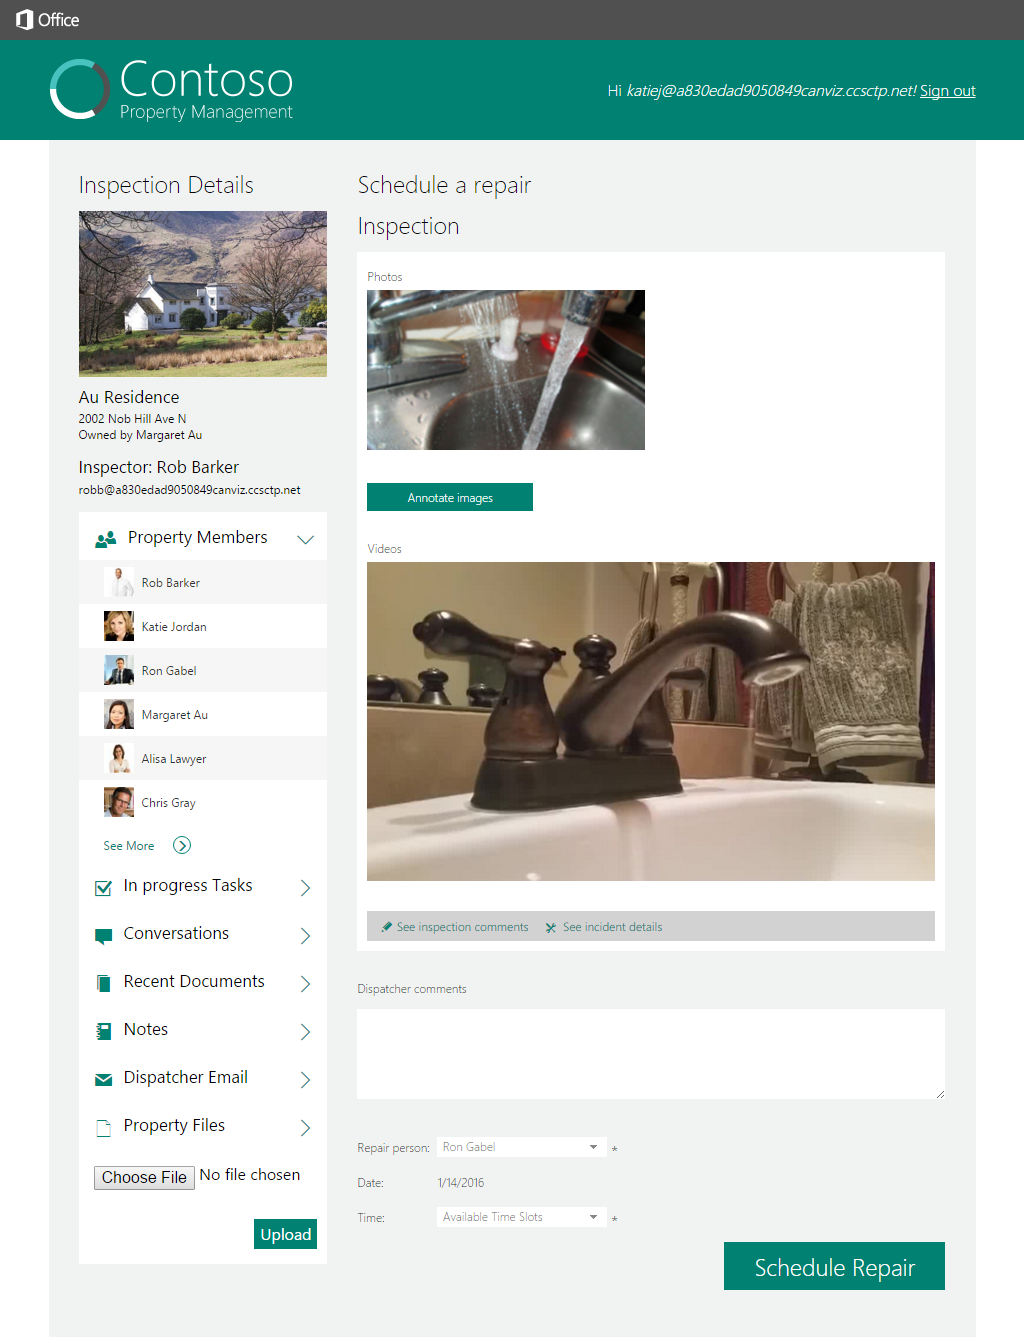 Office
Contoso
Property Management
Hi katiej@a830edad9050849canviz.ccsctp.net! Sign out
Inspection Details
Au Residence
2002 Nob Hill Ave N
Owned by Margaret Au
Inspector: Rob Barker
robb@a830edad9050849canviz.ccsctp.net
Property Members
Rob Barker
Katie Jordan
Ron Gabel
Margaret Au
Alisa Lawyer
Chris Gray
See More
In progress Tasks
Conversations
Recent Documents
Notes
Dispatcher Email
Property Files
Choose File No file chosen
Upload
Schedule a repair
Inspection
Photos
Annotate images
Videos
See inspection comments See incident details
Dispatcher comments
Repair person: Ron Gabel *
Date: 1/14/2016
Time: Available Time Slots *
Schedule Repair